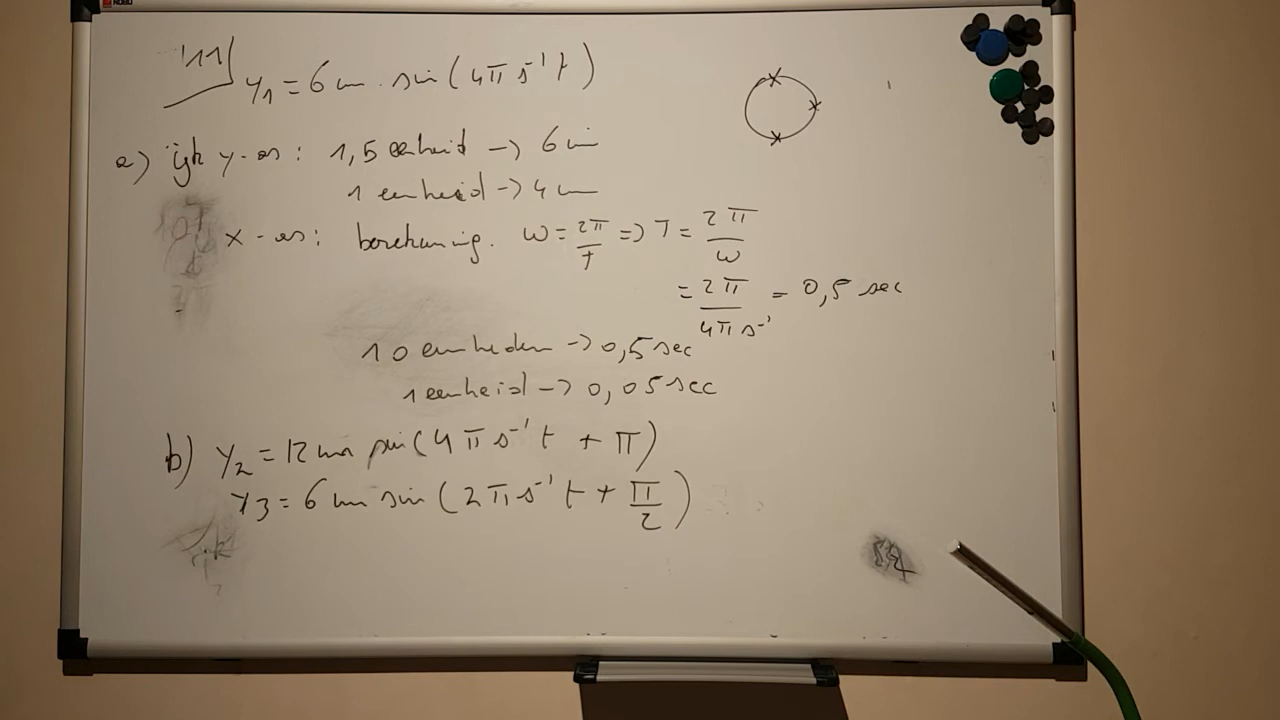 11
y₁ = 6 cm . sin(4π s⁻¹ t)
a) ijk y-as: 1,5 eenheid -> 6 cm
1 eenheid -> 4 cm
x-as: berekening. ω = 2π/T => T = 2π/ω
= 2π/4π s⁻¹ = 0,5 sec
10 eenheden -> 0,5 sec
1 eenheid -> 0,05 sec
b) y₂ = 12 cm sin(4π s⁻¹ t + π)
y₃ = 6 cm sin(2π s⁻¹ t + π/2)